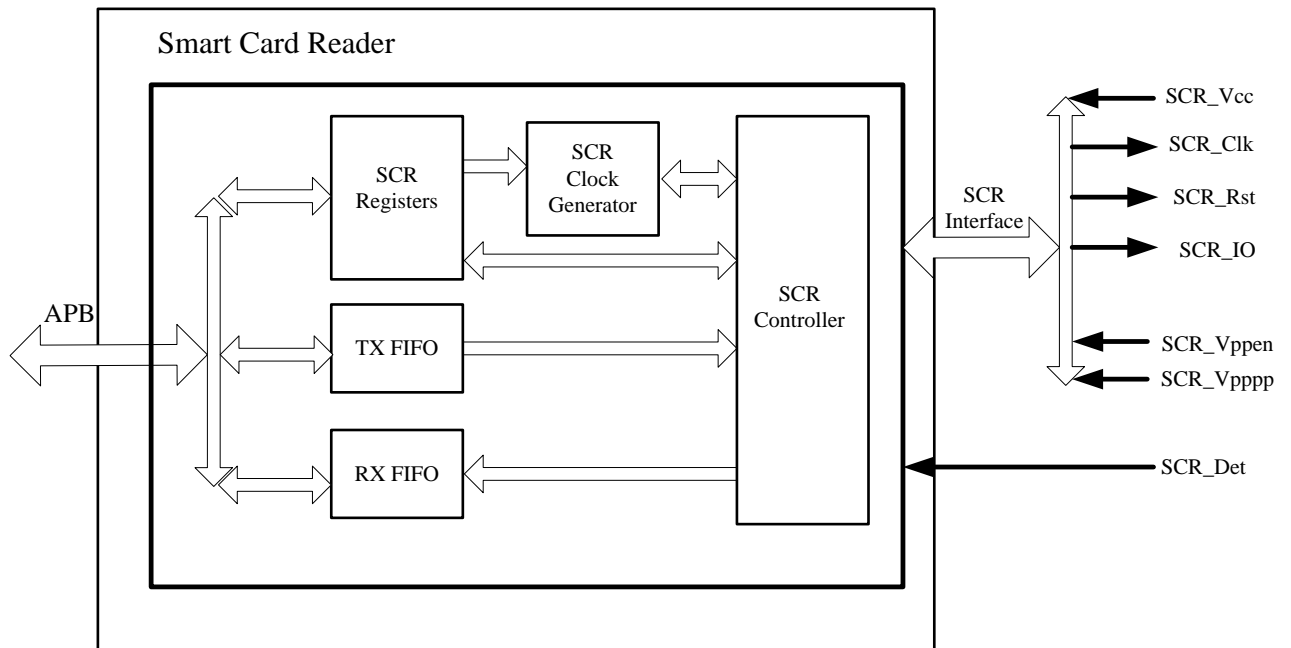 Smart Card Reader
SCR
Registers
SCR
Clock
Generator
SCR
Controller
TX FIFO
RX FIFO
APB
SCR
Interface
SCR_Vcc
SCR_Clk
SCR_Rst
SCR_IO
SCR_Vppen
SCR_Vpppp
SCR_Det